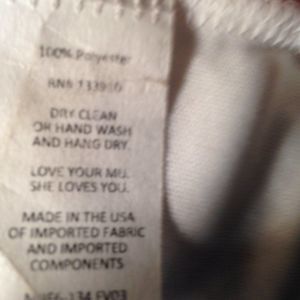 100% Polyester
RN#
DRY CLEAN
OR HAND WASH
AND HANG DRY.
LOVE YOUR MU.
SHE LOVES YOU.
MADE IN THE USA
OF IMPORTED FABRIC
AND IMPORTED
COMPONENTS